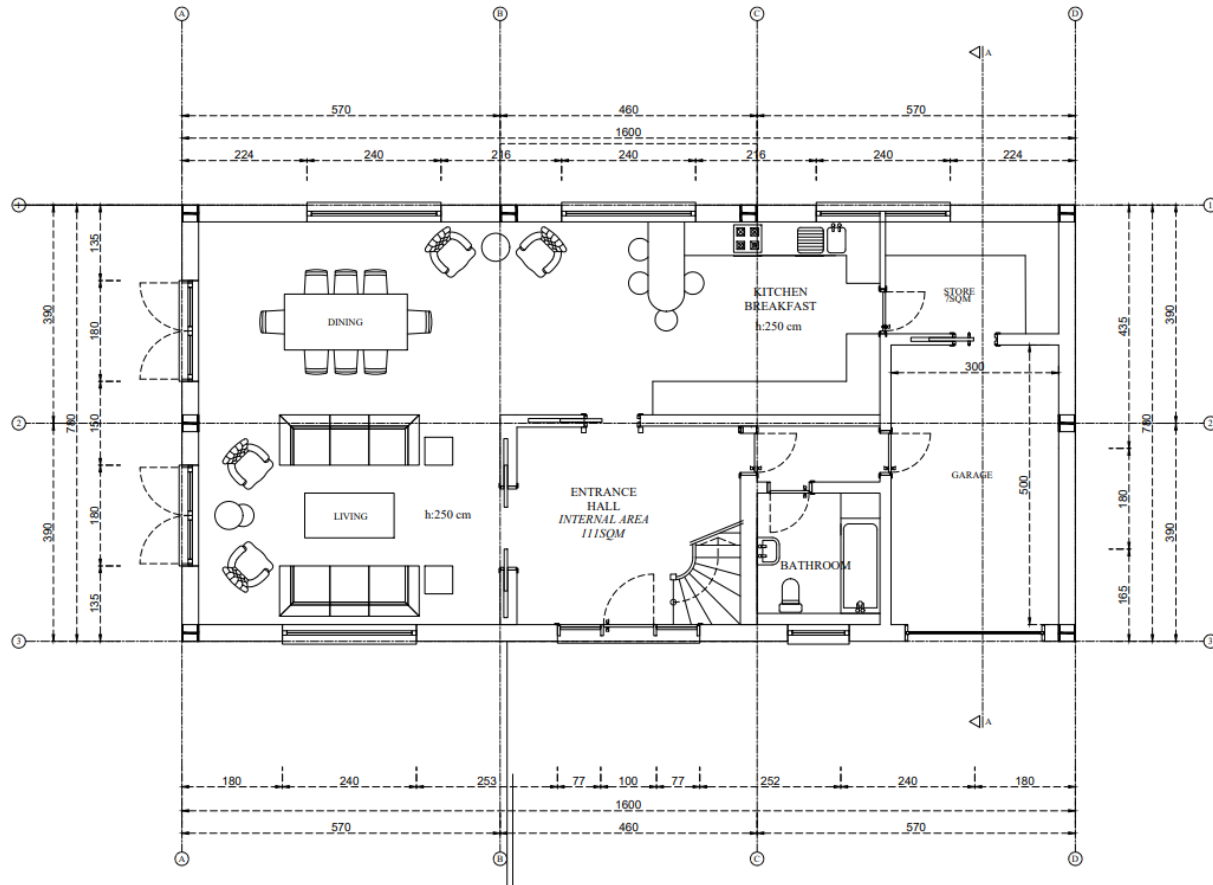 A B C D
A
570 460 570
1600
224 240 216 240 216 240 224
1 1
135
390
180
DINING
KITCHEN
BREAKFAST
h:250 cm
STORE
7SQM
435
390
300
2 2
780
150
780
GARAGE
500
ENTRANCE
HALL
INTERNAL AREA
111SQM
LIVING
h:250 cm
180
390
180
390
BATHROOM
135
165
3 3
A
180 240 253 77 100 77 252 240 180
1600
570 460 570
A B C D